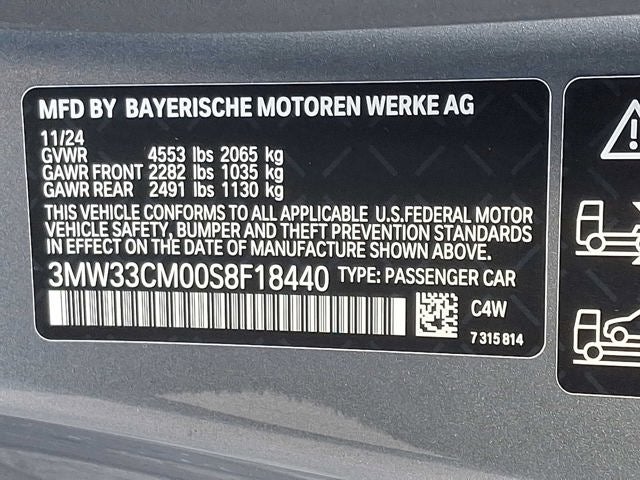 MFD BY BAYERISCHE MOTOREN WERKE AG
11/24
GVWR 4553 lbs 2065 kg
GAWR FRONT 2282 lbs 1035 kg
GAWR REAR 2491 lbs 1130 kg
THIS VEHICLE CONFORMS TO ALL APPLICABLE U.S.FEDERAL MOTOR
VEHICLE SAFETY, BUMPER AND THEFT PREVENTION STANDARDS
IN EFFECT ON THE DATE OF MANUFACTURE SHOWN ABOVE.
3MW33CM00S8F18440 TYPE: PASSENGER CAR
C4W
7 315 814